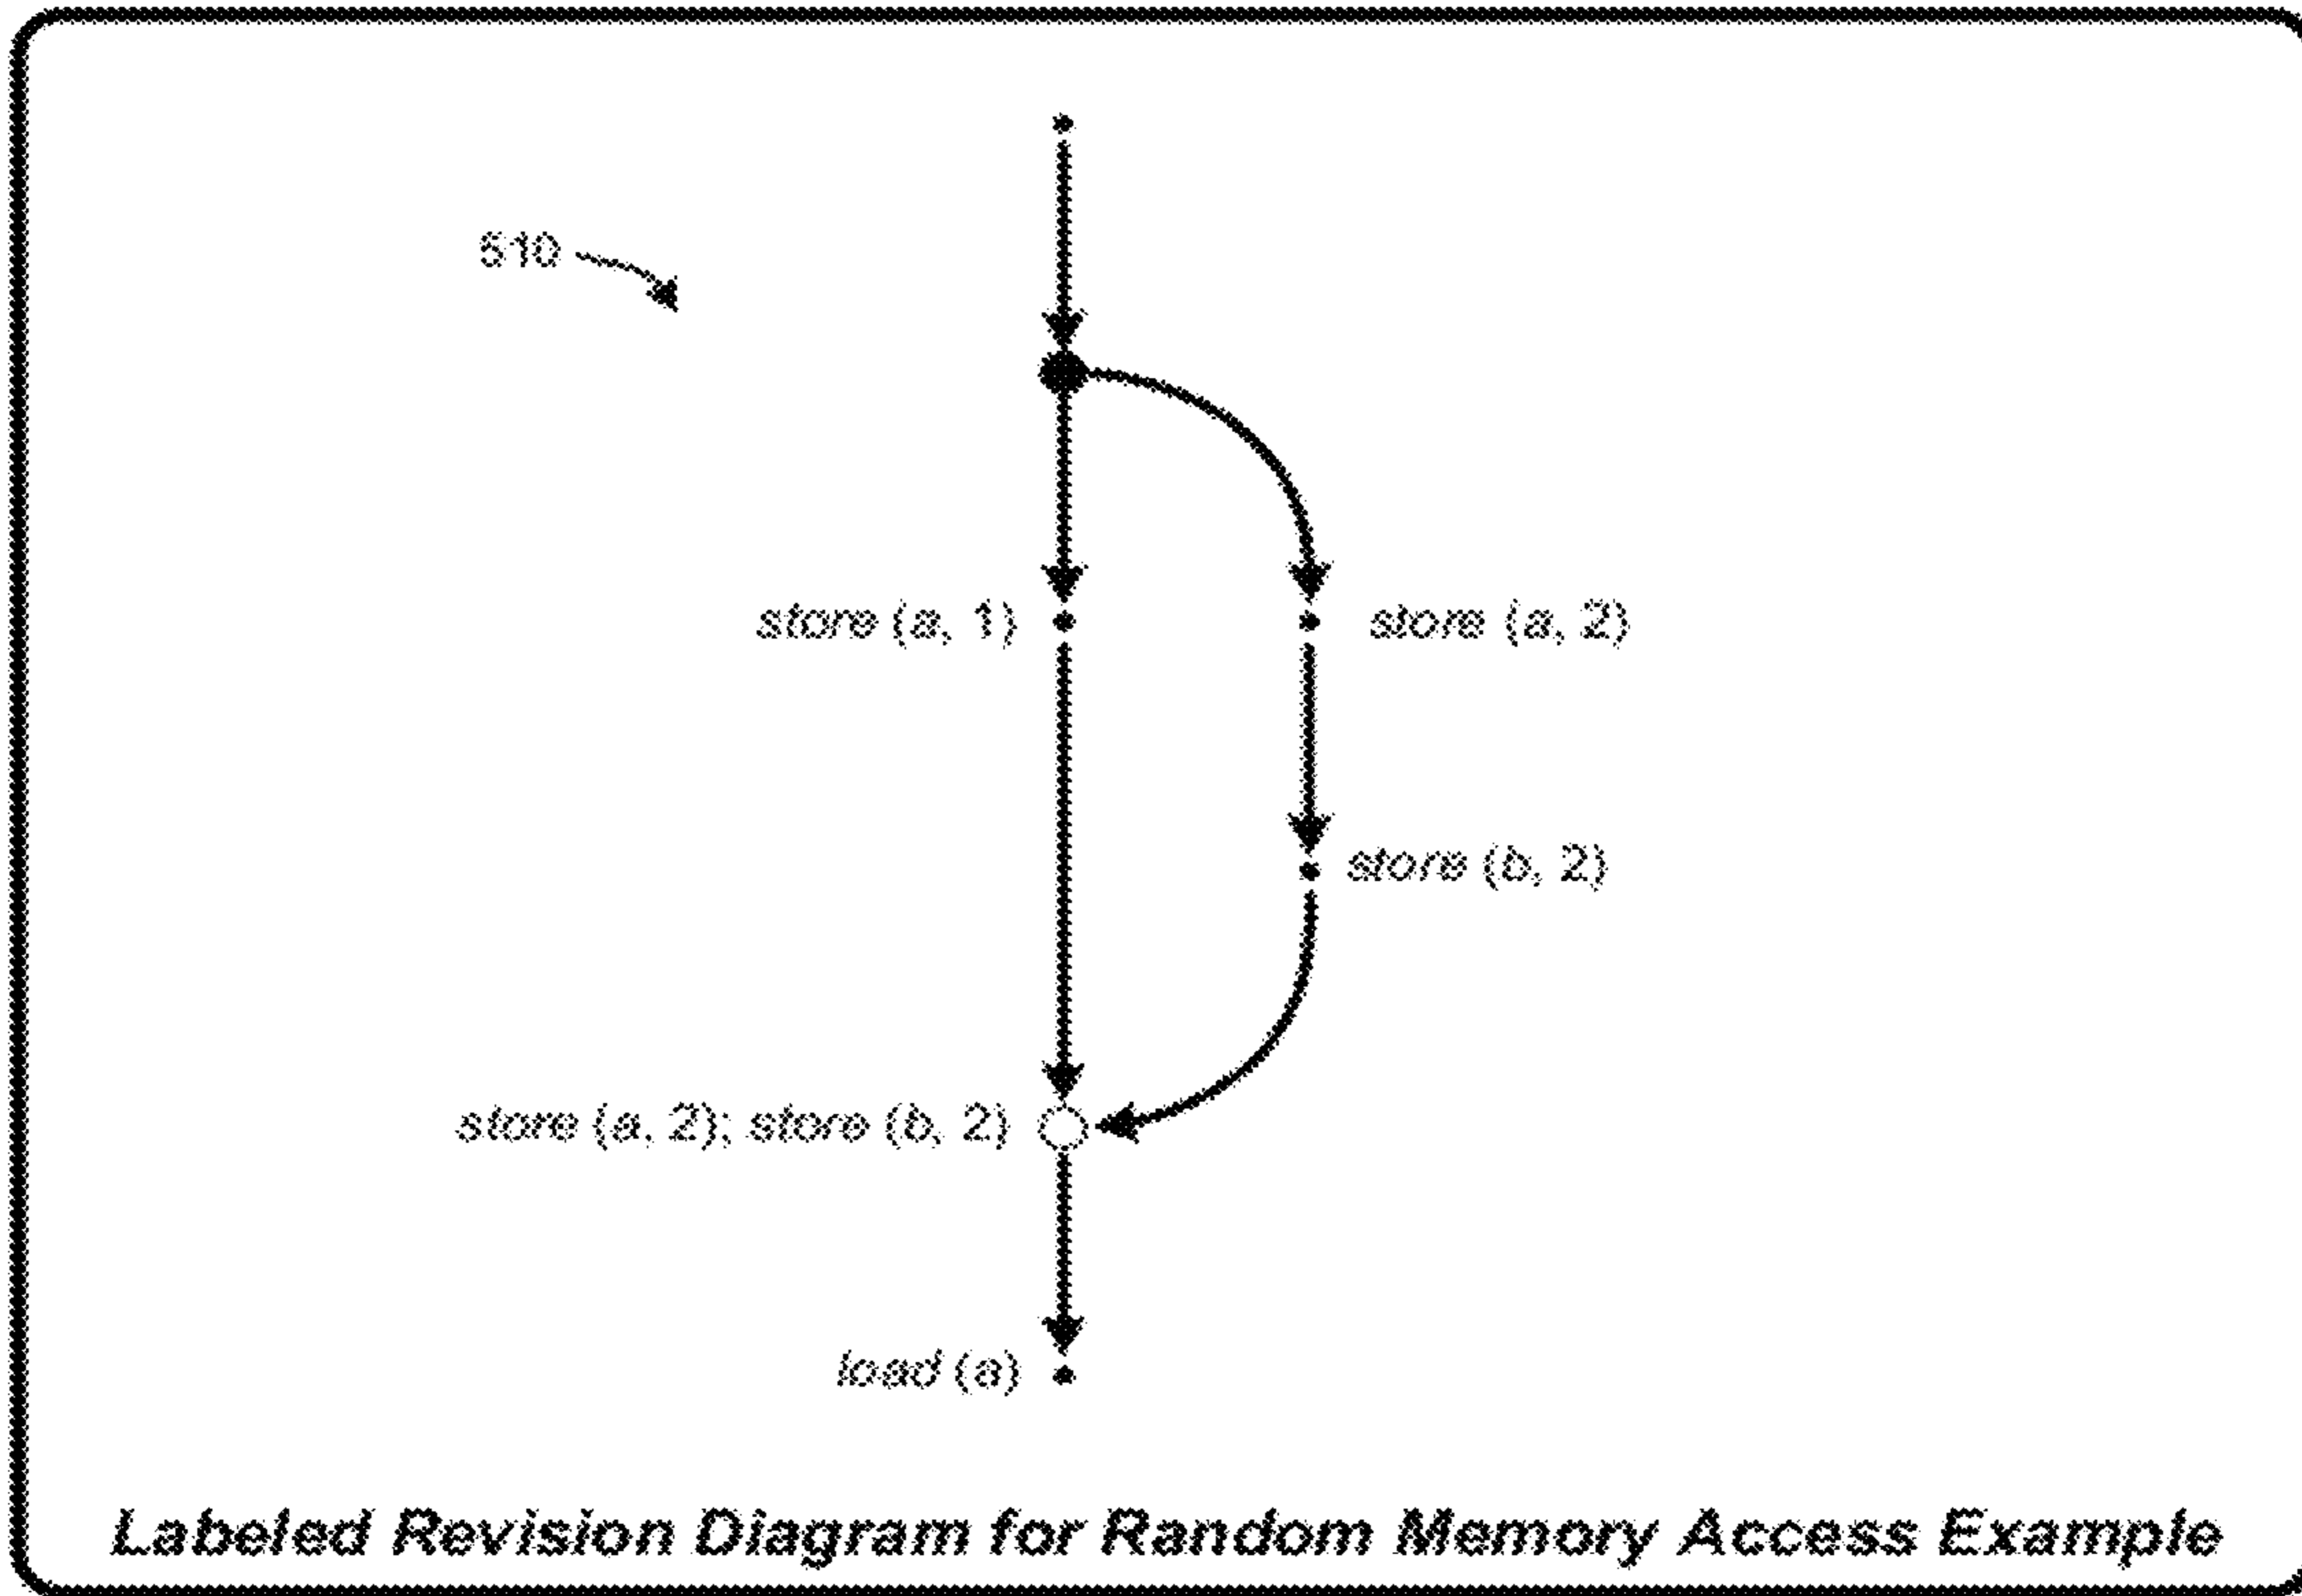 510
store (a, 1)
store (a, 2)
store (b, 2)
store (a, 2); store (b, 2)
load (a)
Labeled Revision Diagram for Random Memory Access Example